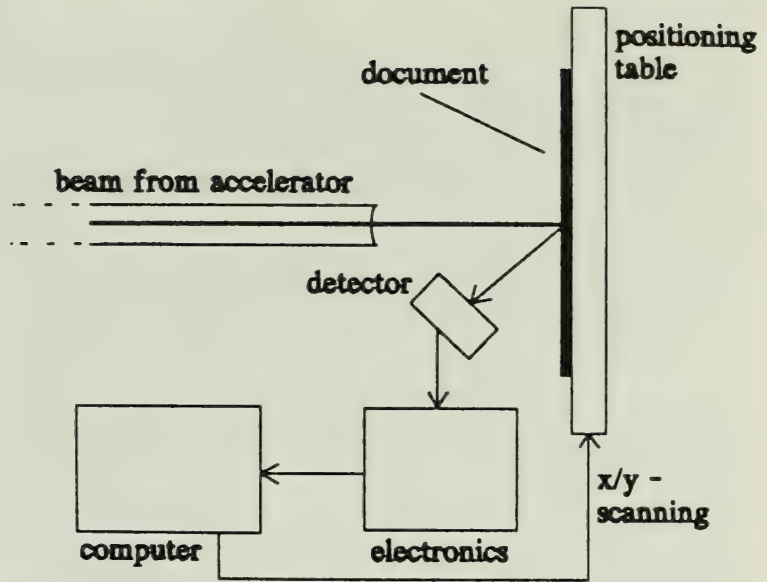 positioning
table
document
beam from accelerator
detector
x/y -
scanning
computer
electronics